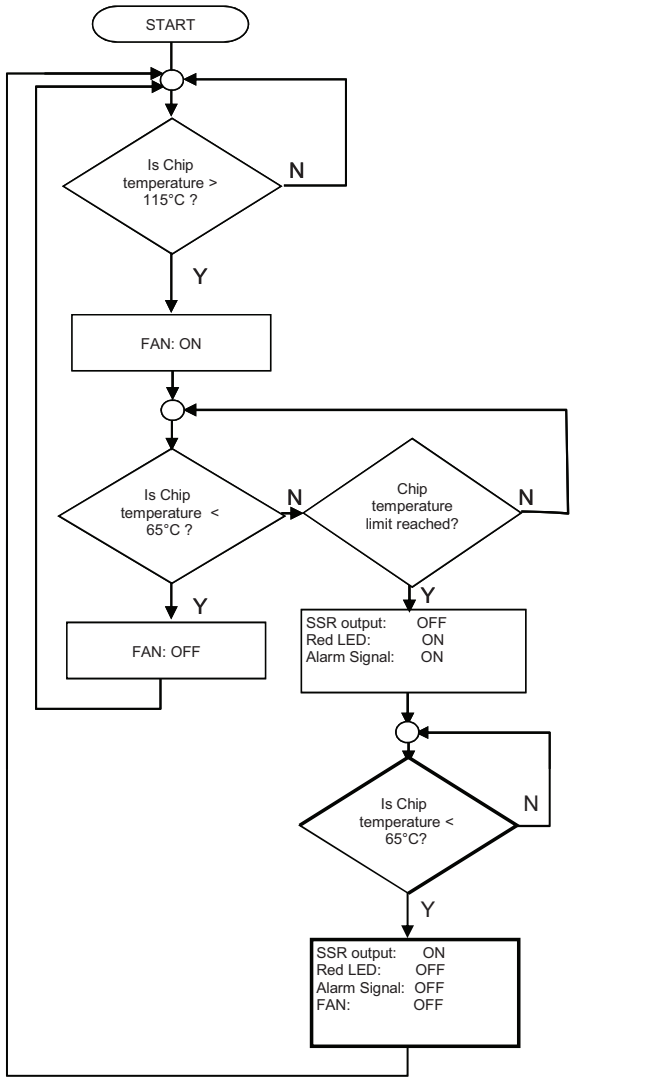 START
Is Chip
temperature >
115°C ?
N
Y
FAN: ON
Is Chip
temperature <
65°C ?
N
Chip
temperature
limit reached?
N
Y
Y
FAN: OFF
SSR output: OFF
Red LED: ON
Alarm Signal: ON
Is Chip
temperature <
65°C?
N
Y
SSR output: ON
Red LED: OFF
Alarm Signal: OFF
FAN: OFF